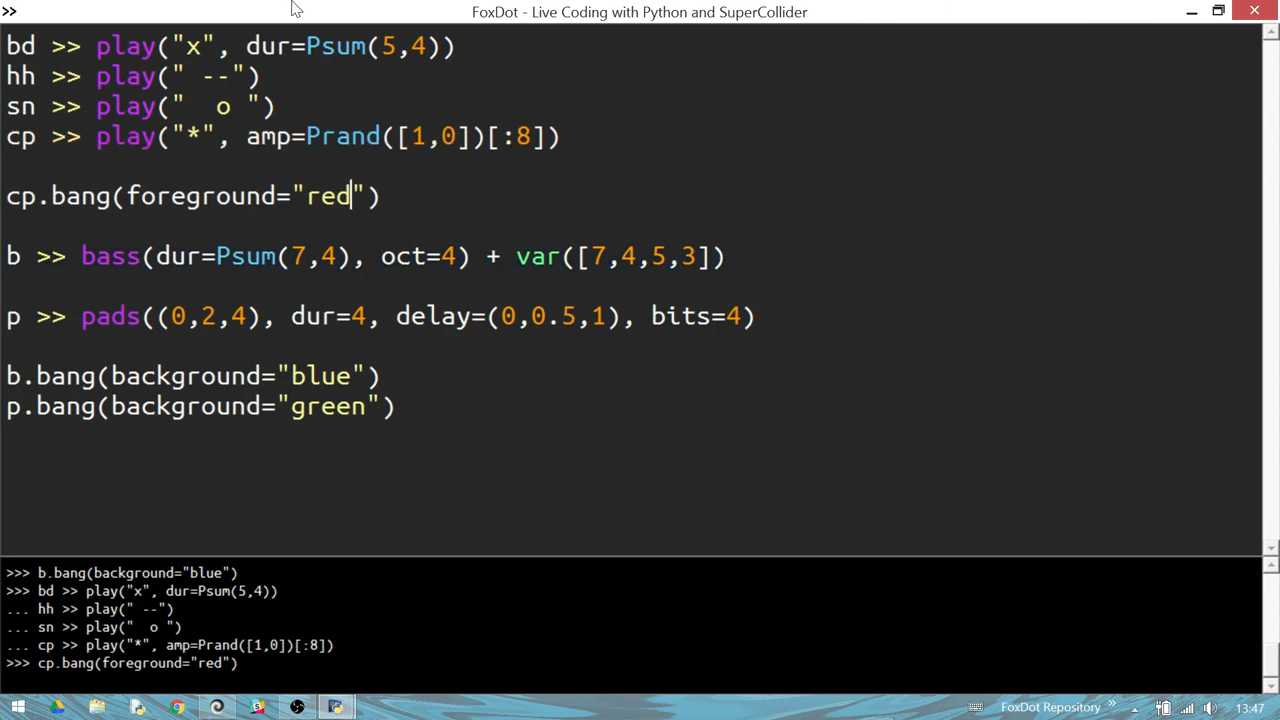 >>
FoxDot - Live Coding with Python and SuperCollider
bd >> play("x", dur=Psum(5,4))
hh >> play(" --")
sn >> play("  o ")
cp >> play("*", amp=Prand([1,0])[:8])
cp.bang(foreground="red")
b >> bass(dur=Psum(7,4), oct=4) + var([7,4,5,3])
p >> pads((0,2,4), dur=4, delay=(0,0.5,1), bits=4)
b.bang(background="blue")
p.bang(background="green")
>>> b.bang(background="blue")
>>> bd >> play("x", dur=Psum(5,4))
... hh >> play(" --")
... sn >> play("  o ")
... cp >> play("*", amp=Prand([1,0])[:8])
>>> cp.bang(foreground="red")
FoxDot Repository
13:47